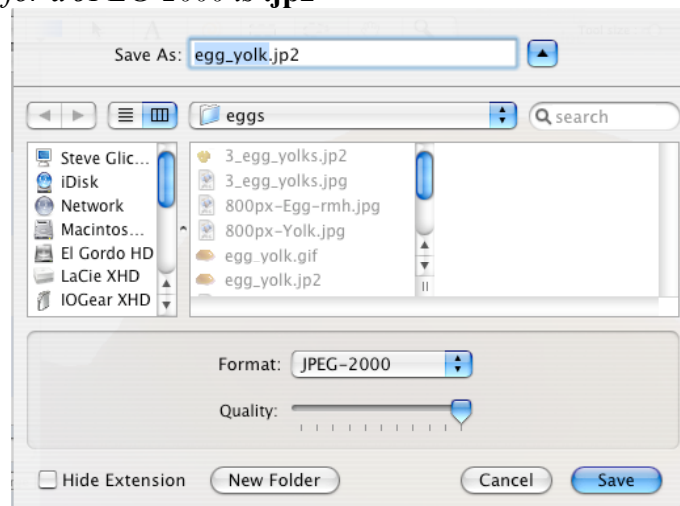 for a JPEG-2000 is .jp2
Save As: egg_yolk.jp2
eggs
search
Steve Glic...
iDisk
Network
Macintos...
El Gordo HD
LaCie XHD
IOGear XHD
3_egg_yolks.jp2
3_egg_yolks.jpg
800px-Egg-rmh.jpg
800px-Yolk.jpg
egg_yolk.gif
egg_yolk.jp2
Format: JPEG-2000
Quality:
Hide Extension
New Folder
Cancel
Save